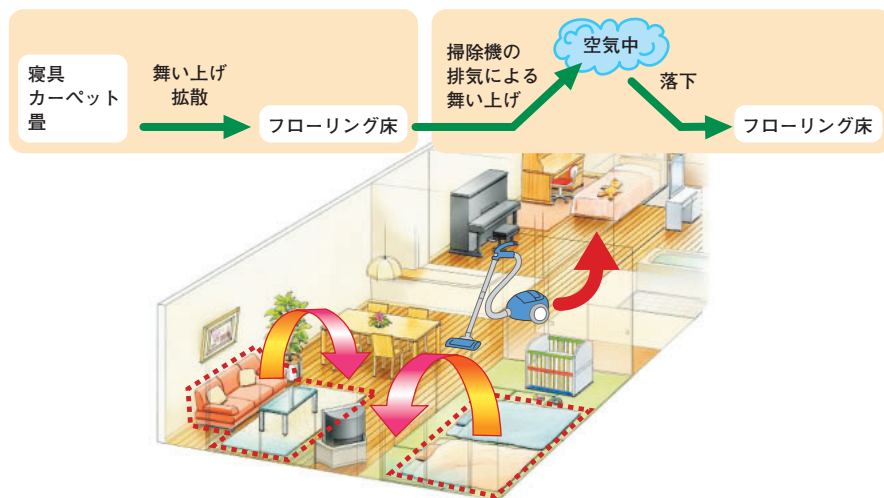 寝具
カーペット
畳
舞い上げ
拡散
フローリング床
掃除機の
排気による
舞い上げ
空気中
落下
フローリング床